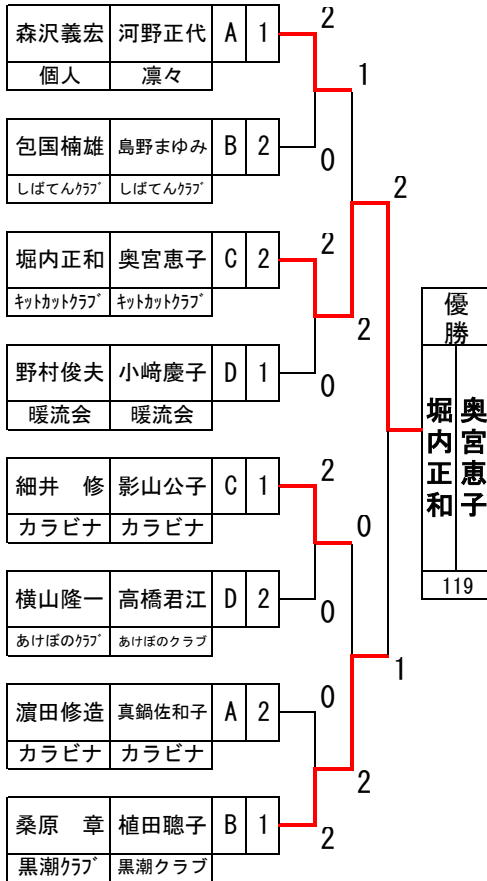 森沢義宏 河野正代 A 1 2
個人 凛々
1
包国楠雄 島野まゆみ B 2 0
しばてんｸﾗﾌﾞ しばてんｸﾗﾌﾞ
2
堀内正和 奥宮恵子 C 2 2
ｷｯﾄｶｯﾄｸﾗﾌﾞ ｷｯﾄｶｯﾄｸﾗﾌﾞ
2
野村俊夫 小﨑慶子 D 1 0
暖流会 暖流会
優勝
堀内正和 奥宮恵子
119
細井 修 影山公子 C 1 2
カラビナ カラビナ
0
横山隆一 高橋君江 D 2 0
あけぼのｸﾗﾌﾞ あけぼのクラブ
1
濵田修造 真鍋佐和子 A 2 0
カラビナ カラビナ
2
桑原 章 植田聰子 B 1 2
黒潮ｸﾗﾌﾞ 黒潮クラブ